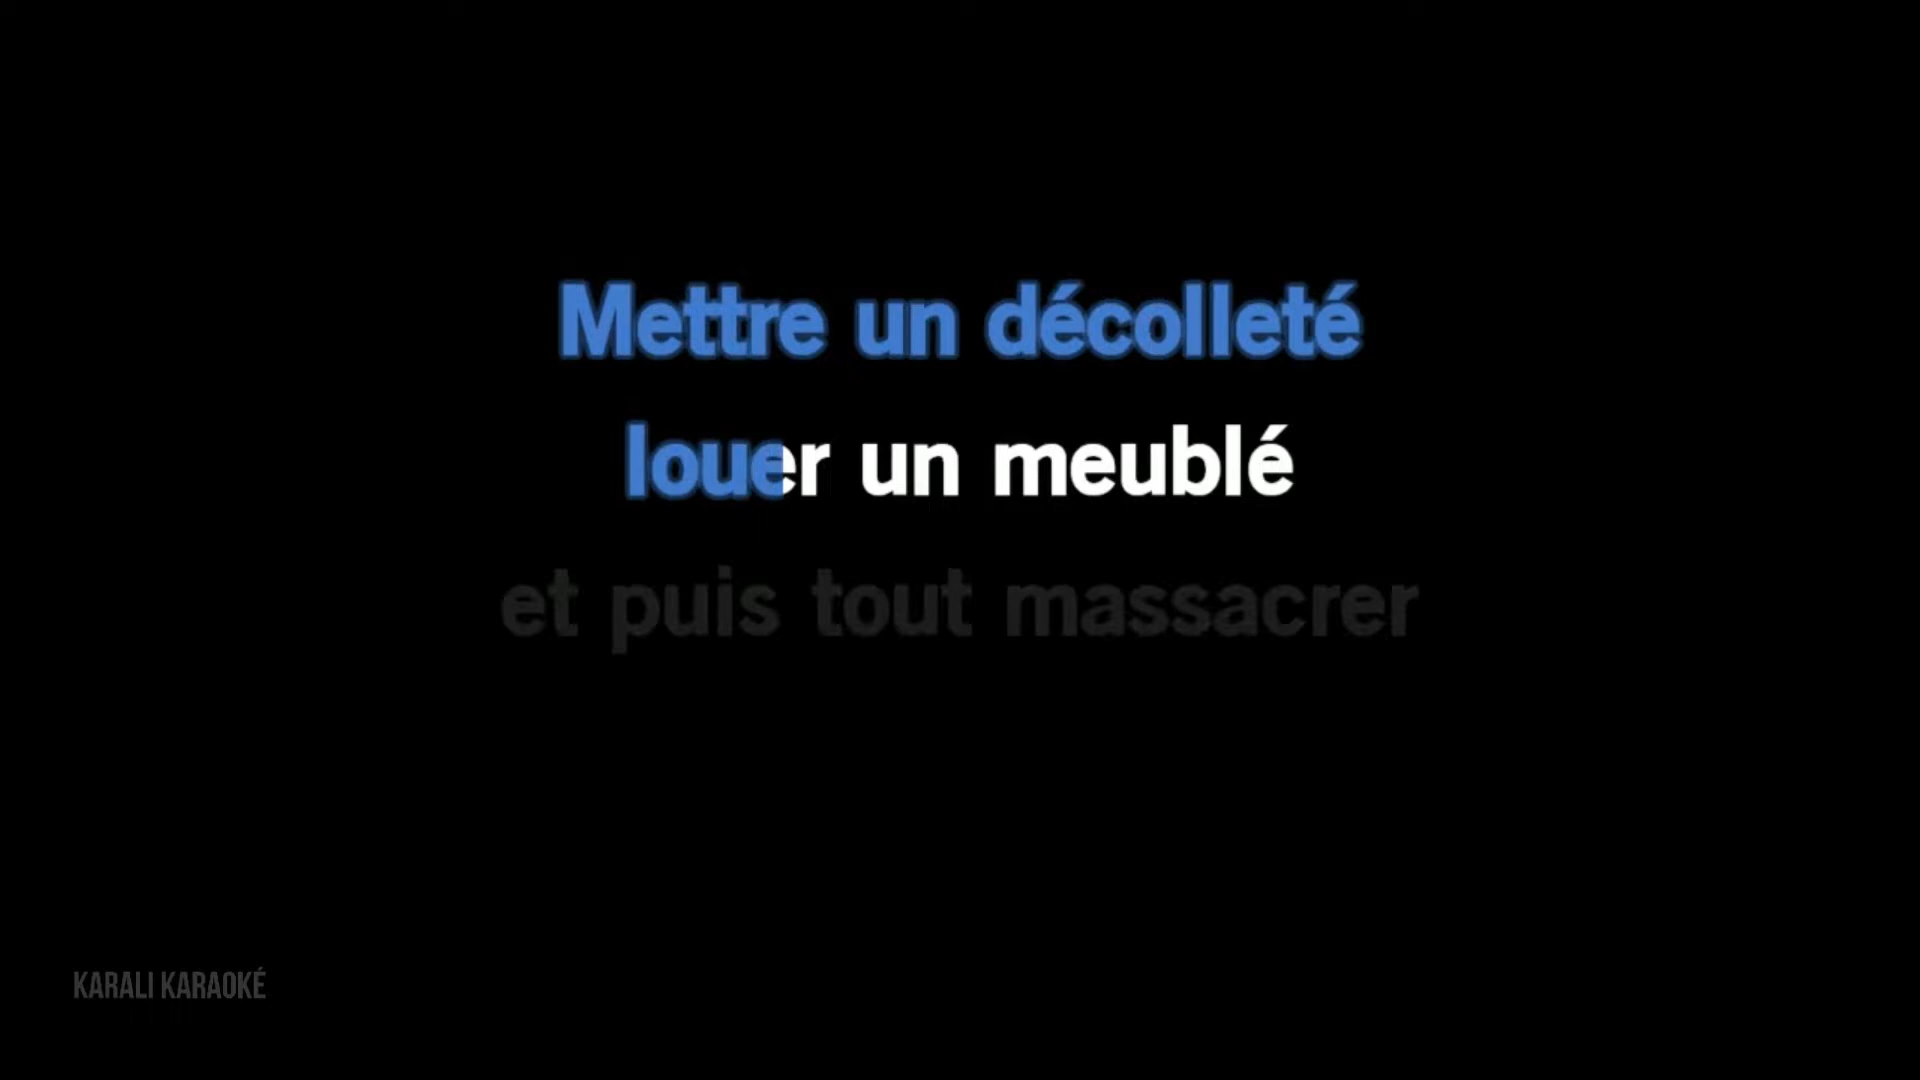 Mettre un décolleté
louer un meublé
et puis tout massacrer
KARALI KARAOKÉ